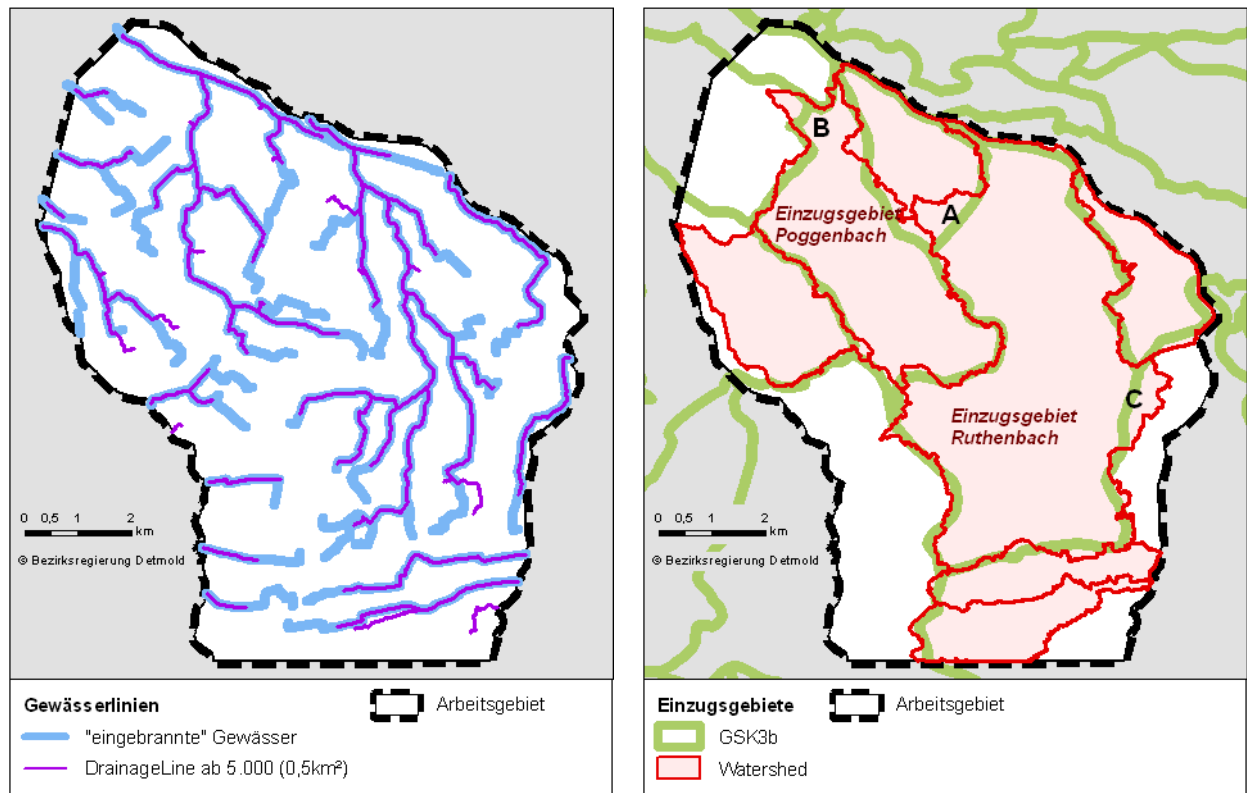 0 0,5 1 2
km
© Bezirksregierung Detmold
Gewässerlinien
Arbeitsgebiet
"eingebrannte" Gewässer
DrainageLine ab 5.000 (0,5km²)
B
A
Einzugsgebiet
Poggenbach
C
Einzugsgebiet
Ruthenbach
0 0,5 1 2
km
© Bezirksregierung Detmold
Einzugsgebiete
Arbeitsgebiet
GSK3b
Watershed